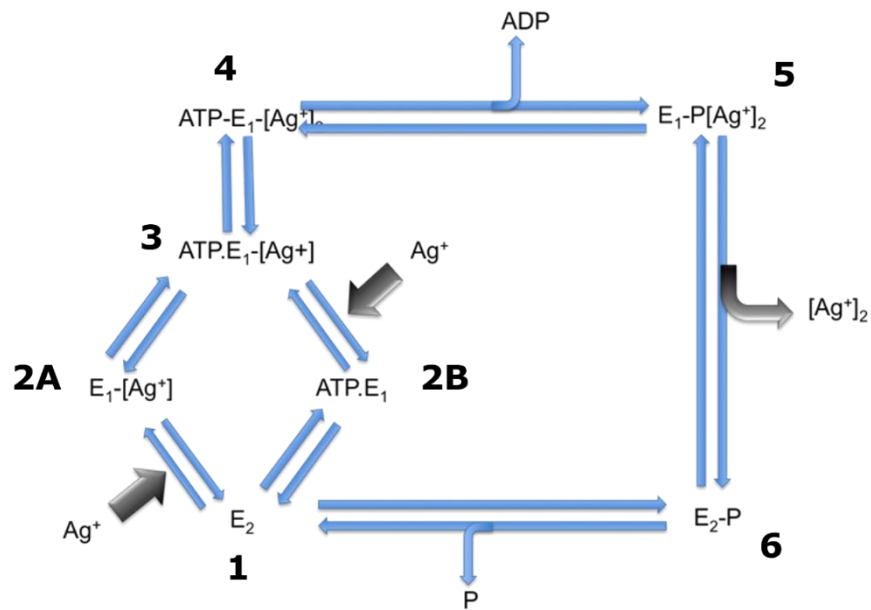 ADP
4
5
ATP-E₁-[Ag⁺]₂
E₁-P[Ag⁺]₂
3
ATP.E₁-[Ag+]
Ag⁺
[Ag⁺]₂
2A
E₁-[Ag⁺]
ATP.E₁
2B
Ag⁺
E₂
E₂-P
1
6
P